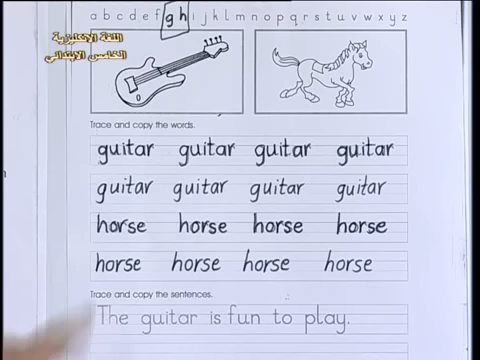 a b c d e f g h i j k l m n o p q r s t u v w x y z
اللغة الانكليزية
الخامس الابتدائي
Trace and copy the words.
guitar guitar guitar guitar
guitar guitar guitar guitar
horse horse horse horse
horse horse horse horse
Trace and copy the sentences.
The guitar is fun to play.